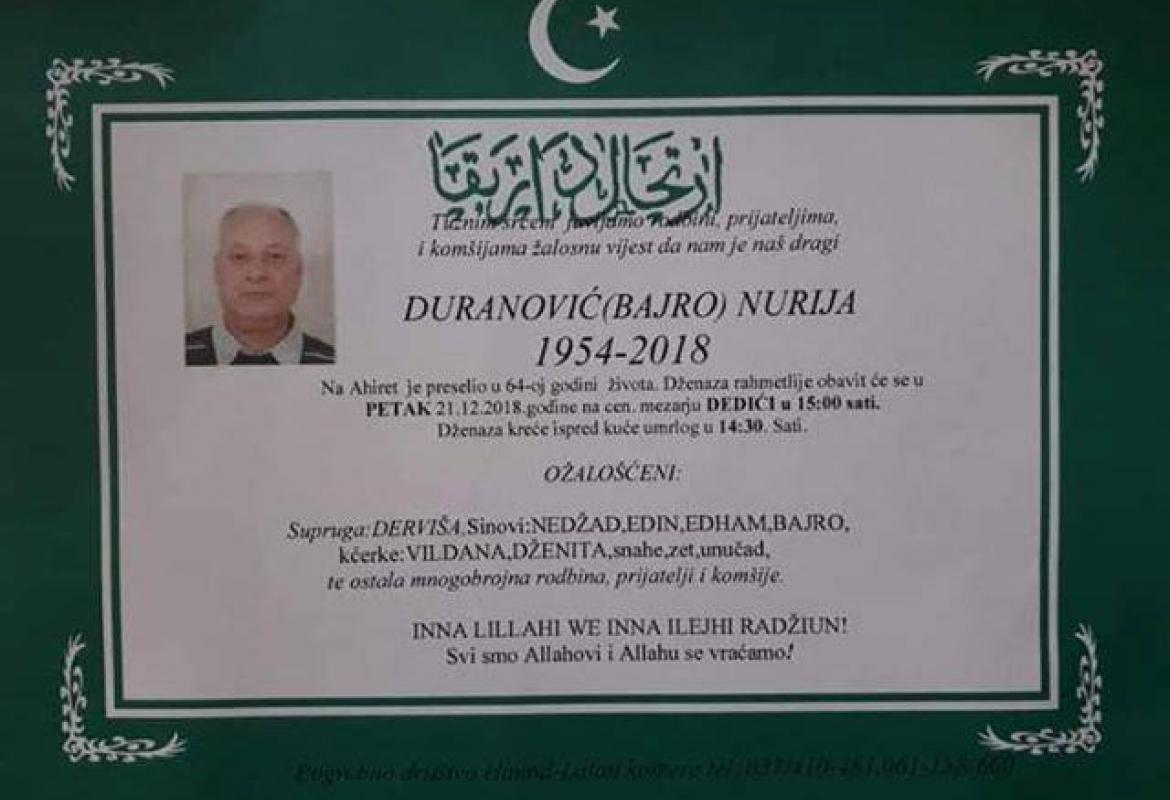 ارتحال دار بقا
Tužnim srcem javljamo rodbini, prijateljima,
i komšijama žalosnu vijest da nam je naš dragi
DURANOVIĆ(BAJRO) NURIJA
1954-2018
Na Ahiret je preselio u 64-oj godini života. Dženaza rahmetlije obavit će se u
PETAK 21.12.2018.godine na cen. mezarju DEDIĆI u 15:00 sati.
Dženaza kreće ispred kuće umrlog u 14:30. Sati.
OŽALOŠĆENI:
Supruga:DERVIŠA.Sinovi:NEDŽAD,EDIN,EDHAM,BAJRO,
kćerke:VILDANA,DŽENITA,snahe,zet,unučad,
te ostala mnogobrojna rodbina, prijatelji i komšije.
INNA LILLAHI WE INNA ILEJHI RADŽIUN!
Svi smo Allahovi i Allahu se vraćamo!
Pogrebno društvo tel: